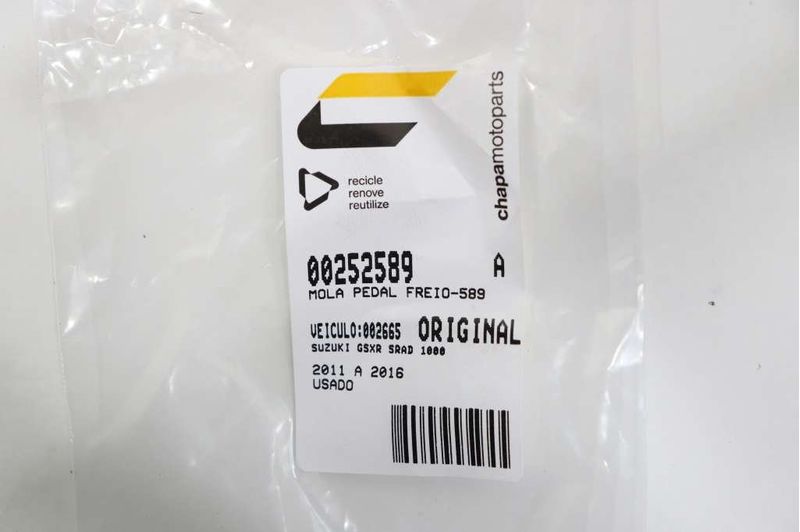 chapamotoparts
recicle
renove
reutilize
00252589 A
MOLA PEDAL FREIO-589
VEICULO:002665 ORIGINAL
SUZUKI GSXR SRAD 1000
2011 A 2016
USADO